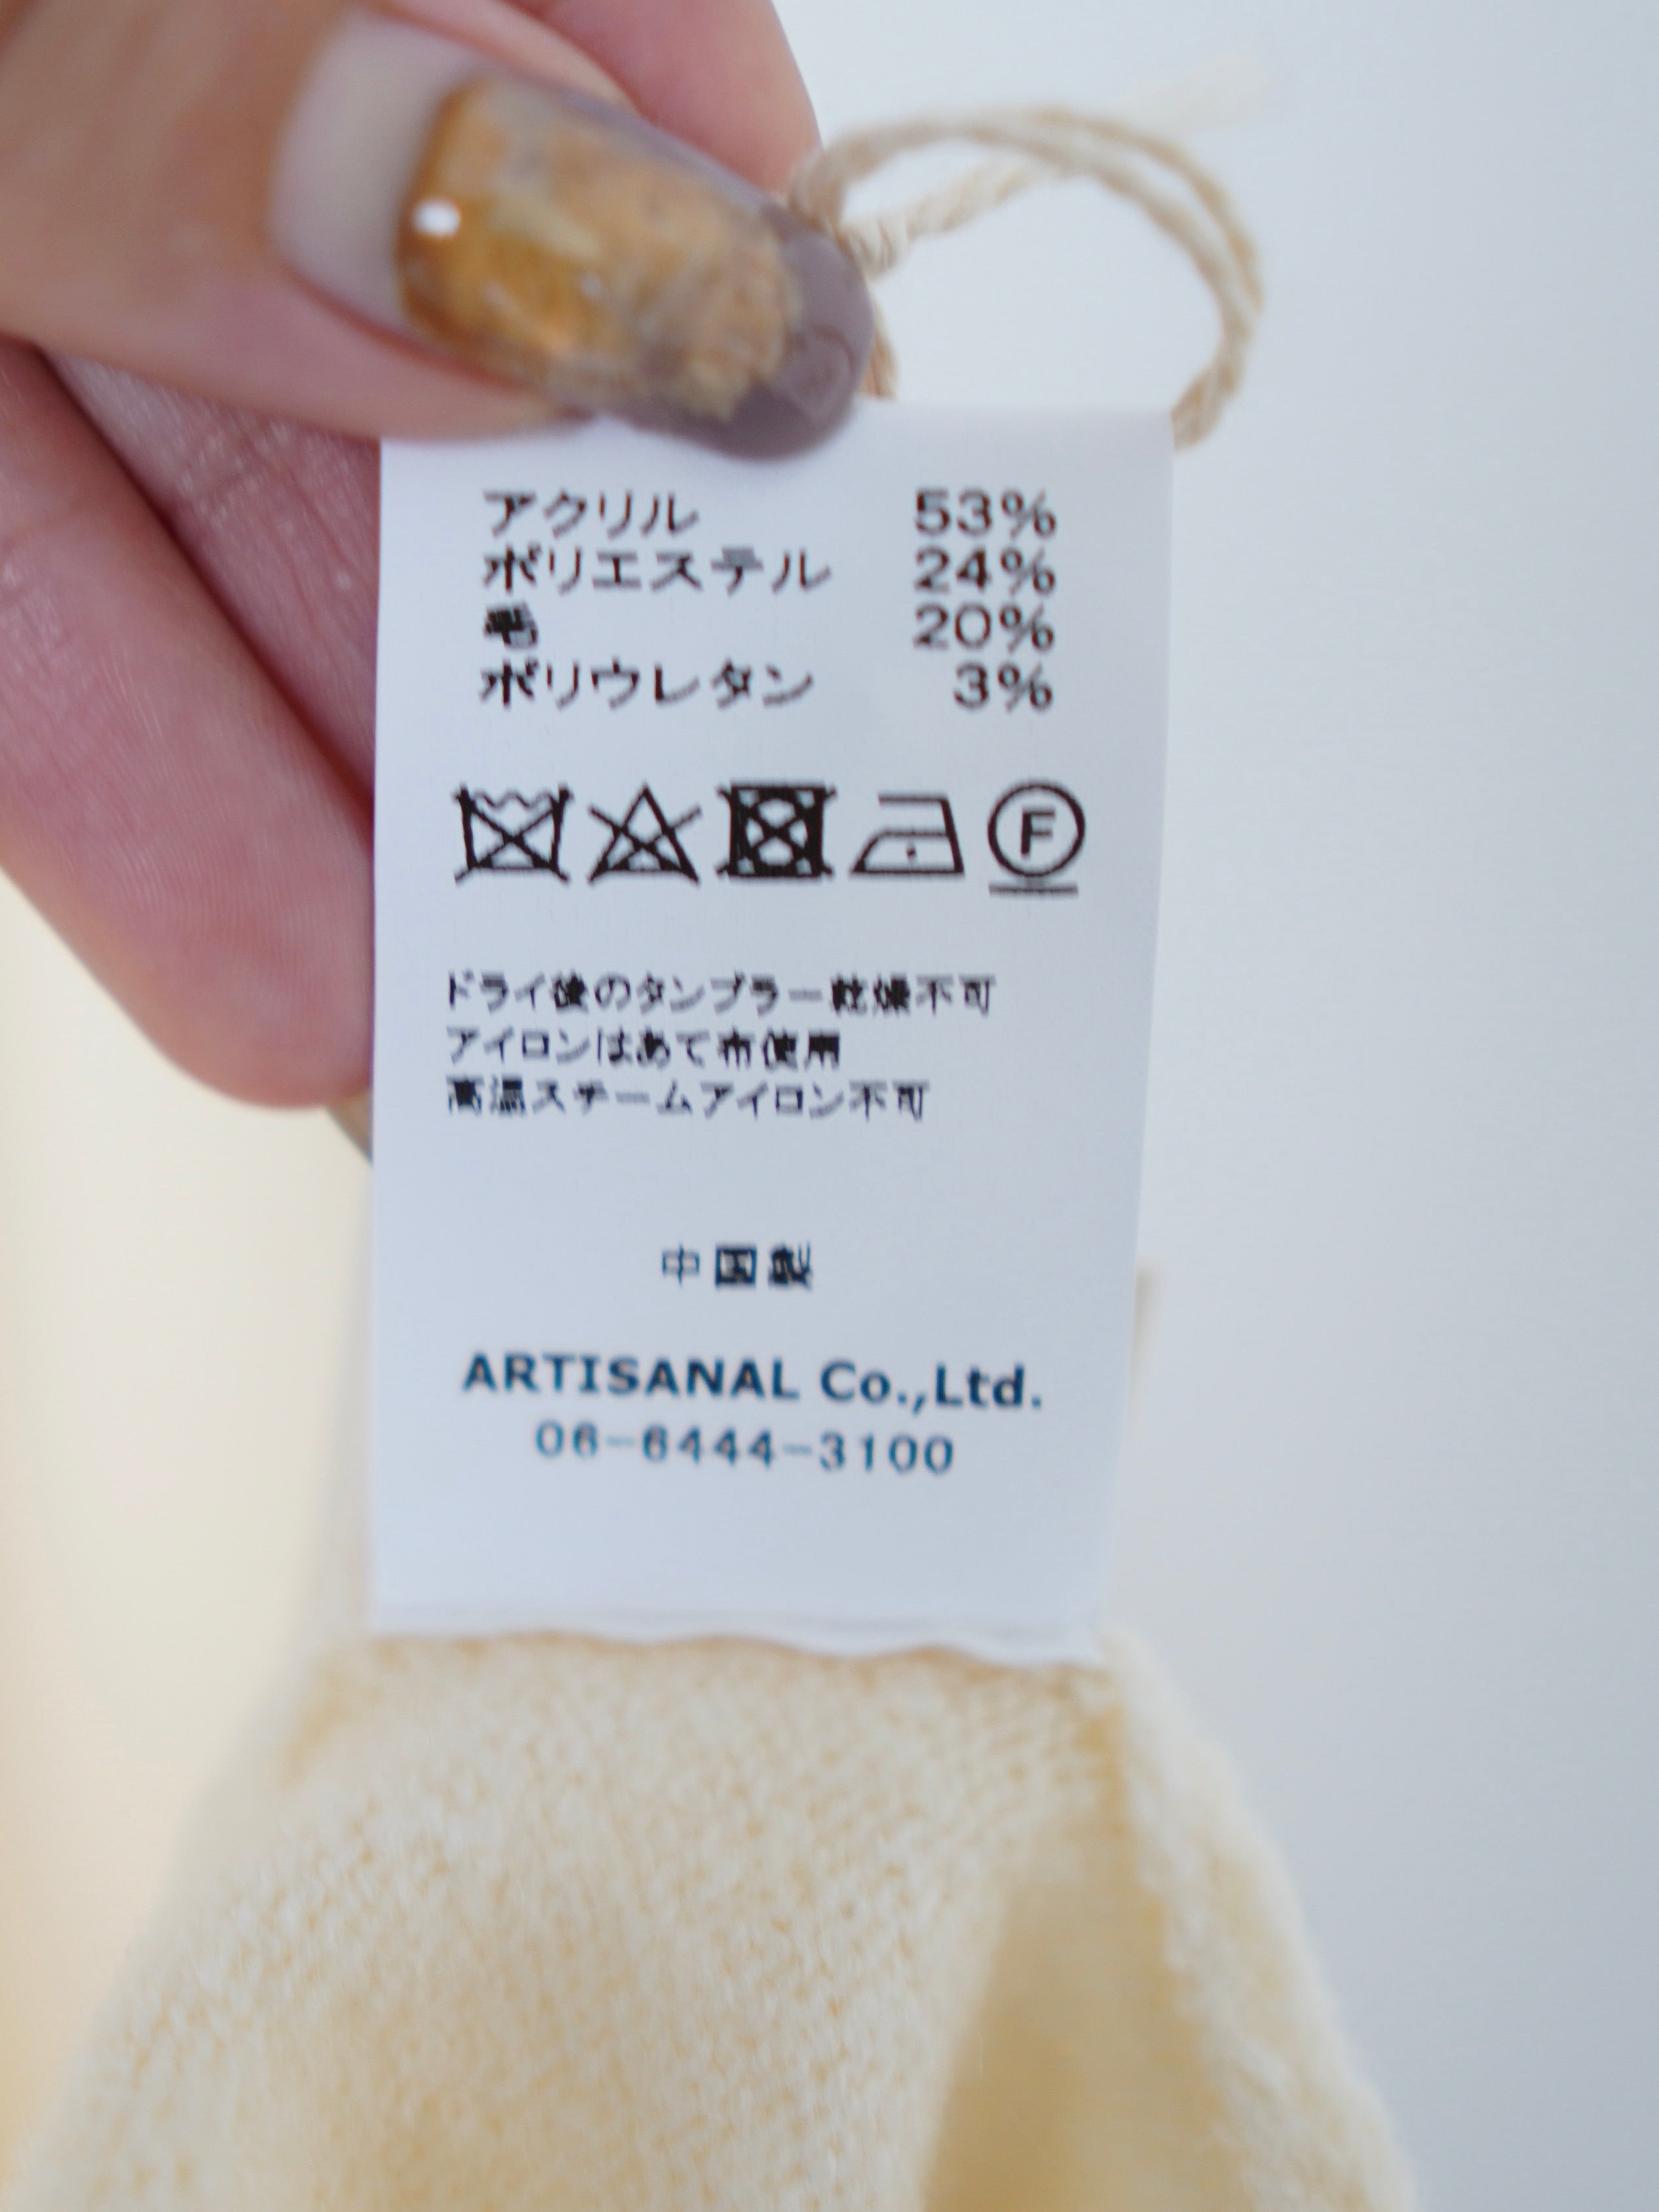 アクリル 53%
ポリエステル 24%
毛 20%
ポリウレタン 3%
F
ドライ後のタンブラー乾燥不可
アイロンはあて布使用
高温スチームアイロン不可
中国製
ARTISANAL Co.,Ltd.
06-6444-3100